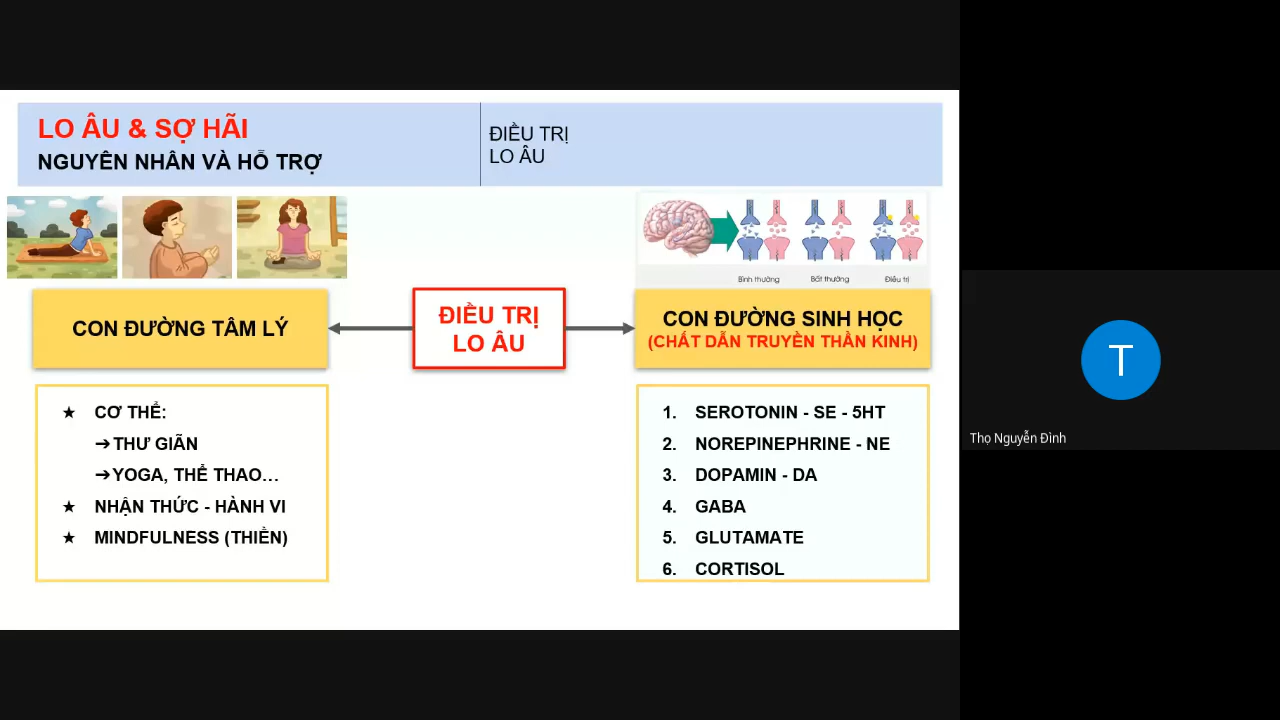 LO ÂU & SỢ HÃI
NGUYÊN NHÂN VÀ HỖ TRỢ
ĐIỀU TRỊ
LO ÂU
Bình thường
Bất thường
Điều trị
CON ĐƯỜNG TÂM LÝ
ĐIỀU TRỊ
LO ÂU
CON ĐƯỜNG SINH HỌC
(CHẤT DẪN TRUYỀN THẦN KINH)
★ CƠ THỂ:
➔THƯ GIÃN
➔YOGA, THỂ THAO...
★ NHẬN THỨC - HÀNH VI
★ MINDFULNESS (THIỀN)
1. SEROTONIN - SE - 5HT
2. NOREPINEPHRINE - NE
3. DOPAMIN - DA
4. GABA
5. GLUTAMATE
6. CORTISOL
T
Thọ Nguyễn Đình